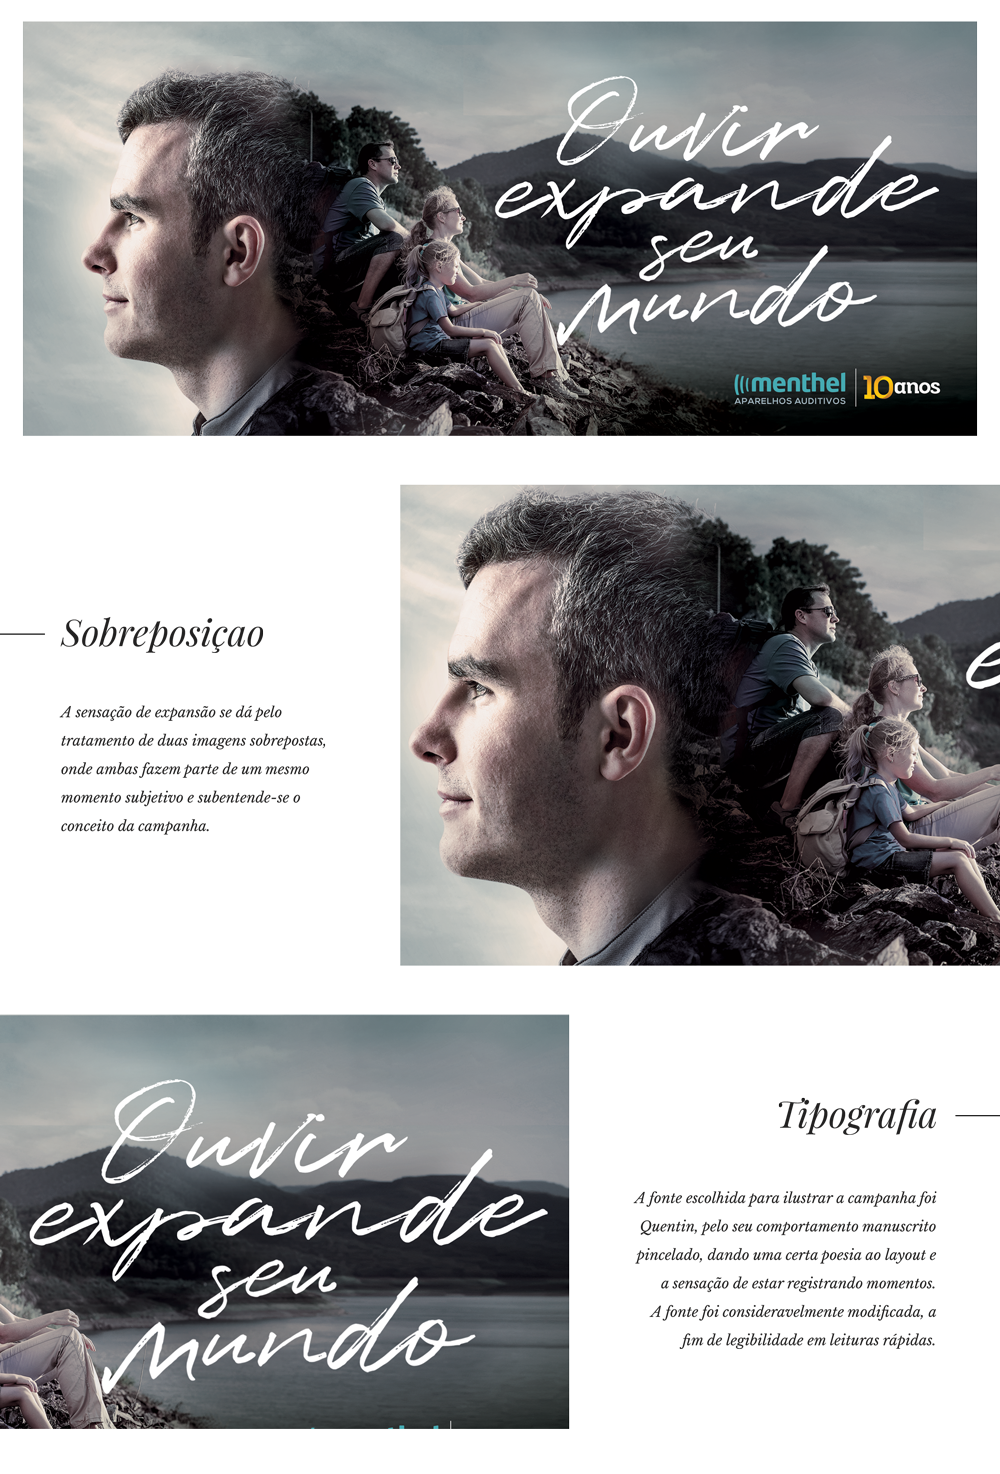 Ouvir
expande
seu
mundo
menthel
APARELHOS AUDITIVOS
10anos
Sobreposiçao
A sensação de expansão se dá pelo
tratamento de duas imagens sobrepostas,
onde ambas fazem parte de um mesmo
momento subjetivo e subentende-se o
conceito da campanha.
e
Ouvir
expande
seu
mundo
menthel
Tipografia
A fonte escolhida para ilustrar a campanha foi
Quentin, pelo seu comportamento manuscrito
pincelado, dando uma certa poesia ao layout e
a sensação de estar registrando momentos.
A fonte foi consideravelmente modificada, a
fim de legibilidade em leituras rápidas.